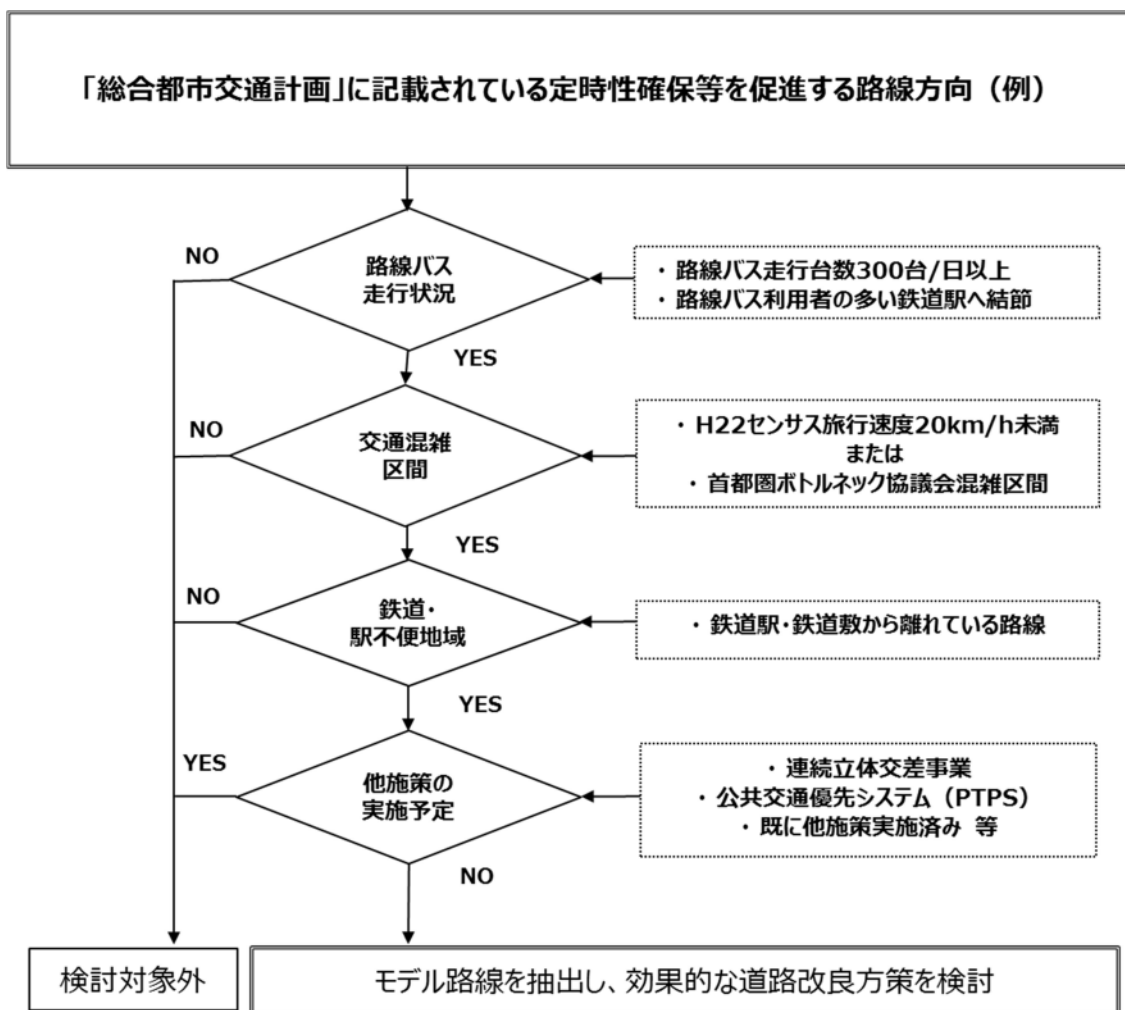 「総合都市交通計画」に記載されている定時性確保等を促進する路線方向（例）
NO
路線バス
走行状況
・ 路線バス走行台数300台/日以上
・ 路線バス利用者の多い鉄道駅へ結節
YES
NO
交通混雑
区間
・ H22センサス旅行速度20km/h未満
または
・ 首都圏ボトルネック協議会混雑区間
YES
NO
鉄道・
駅不便地域
・ 鉄道駅・鉄道敷から離れている路線
YES
YES
他施策の
実施予定
・ 連続立体交差事業
・ 公共交通優先システム（PTPS）
・ 既に他施策実施済み 等
NO
検討対象外
モデル路線を抽出し、効果的な道路改良方策を検討